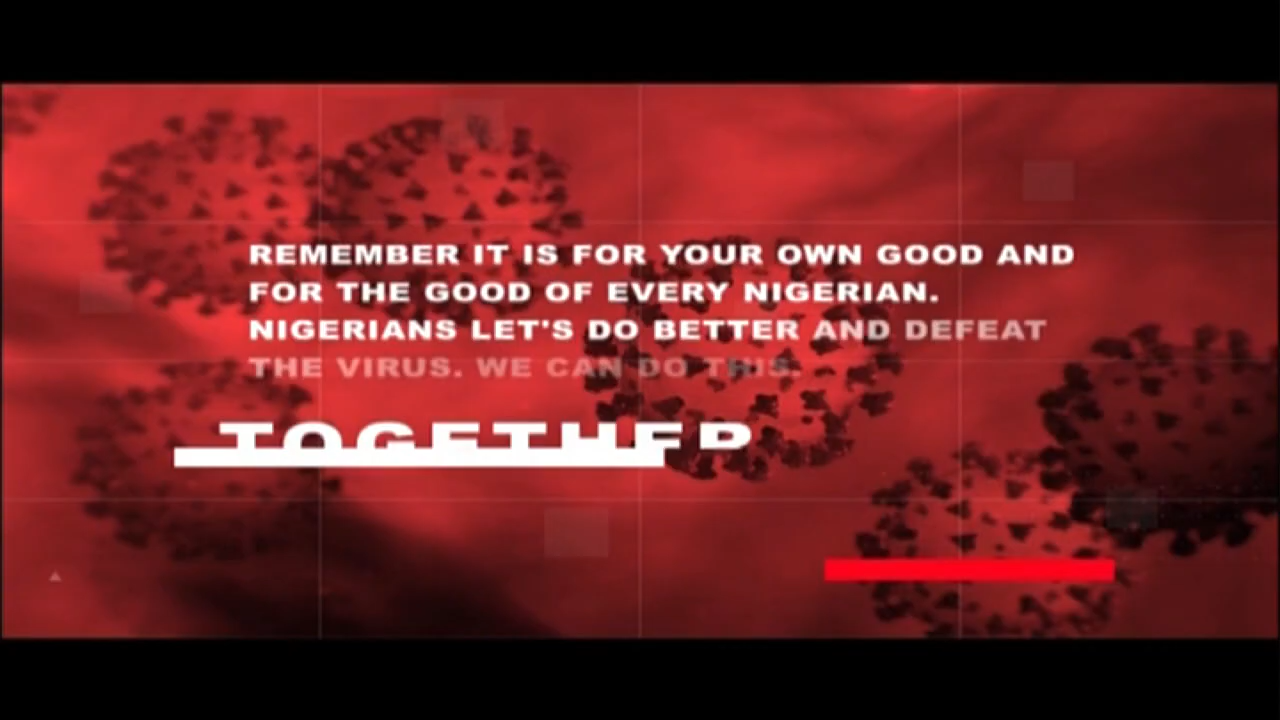 REMEMBER IT IS FOR YOUR OWN GOOD AND
FOR THE GOOD OF EVERY NIGERIAN.
NIGERIANS LET'S DO BETTER AND DEFEAT
THE VIRUS. WE CAN DO THIS.
TOGETHER